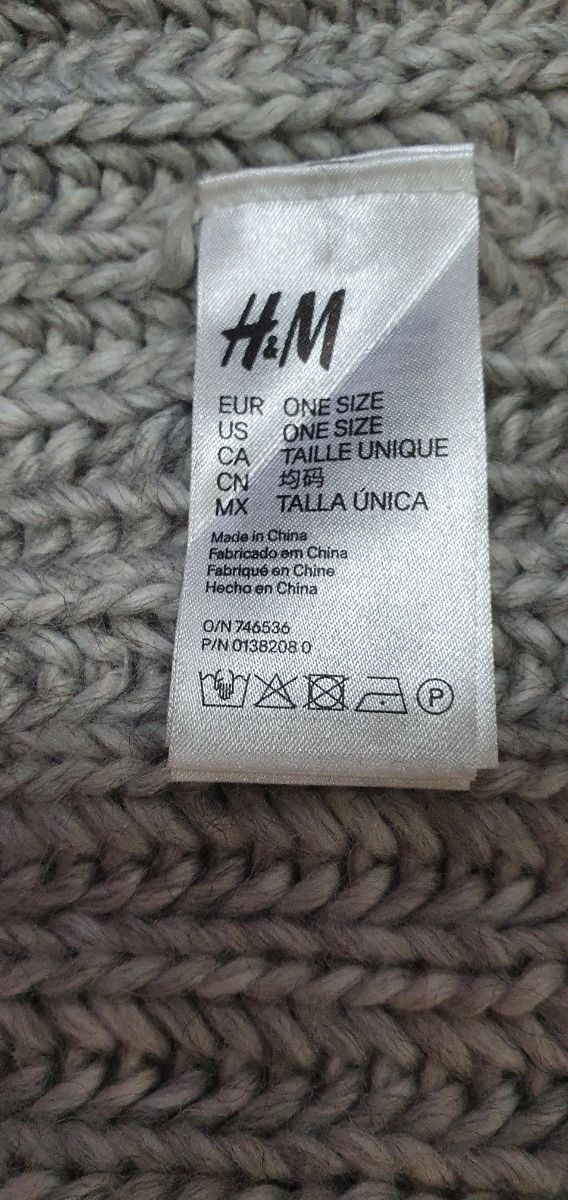 H&M
EUR ONE SIZE
US ONE SIZE
CA TAILLE UNIQUE
CN 均码
MX TALLA ÚNICA
Made in China
Fabricado em China
Fabriqué en Chine
Hecho en China
O/N 746536
P/N 0138208 0
P